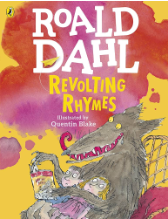 ROALD
DAHL
REVOLTING
RHYMES
Illustrated by
Quentin Blake